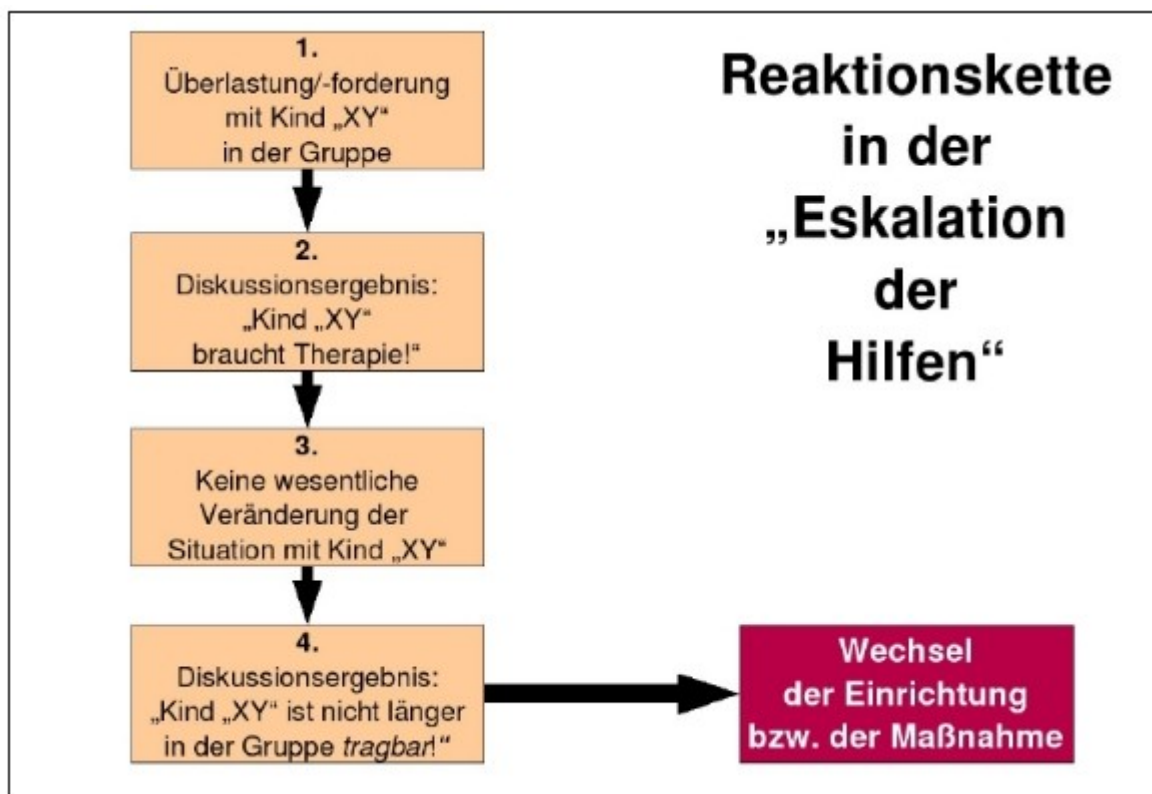 Reaktionskette
in der
„Eskalation
der
Hilfen“
1.
Überlastung/-forderung
mit Kind „XY“
in der Gruppe
2.
Diskussionsergebnis:
„Kind „XY“
braucht Therapie!“
3.
Keine wesentliche
Veränderung der
Situation mit Kind „XY“
4.
Diskussionsergebnis:
„Kind „XY“ ist nicht länger
in der Gruppe tragbar!“
Wechsel
der Einrichtung
bzw. der Maßnahme